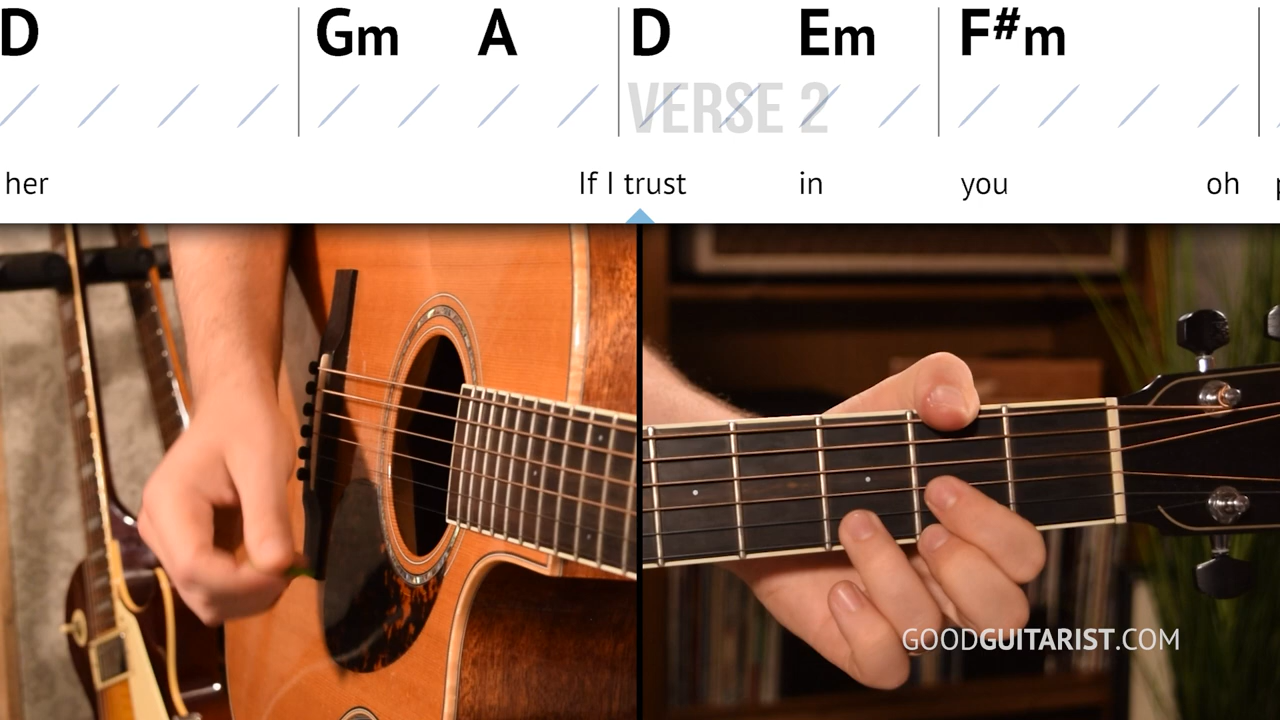 D Gm A D Em F#m
VERSE 2
her If I trust in you oh
GOODGUITARIST.COM